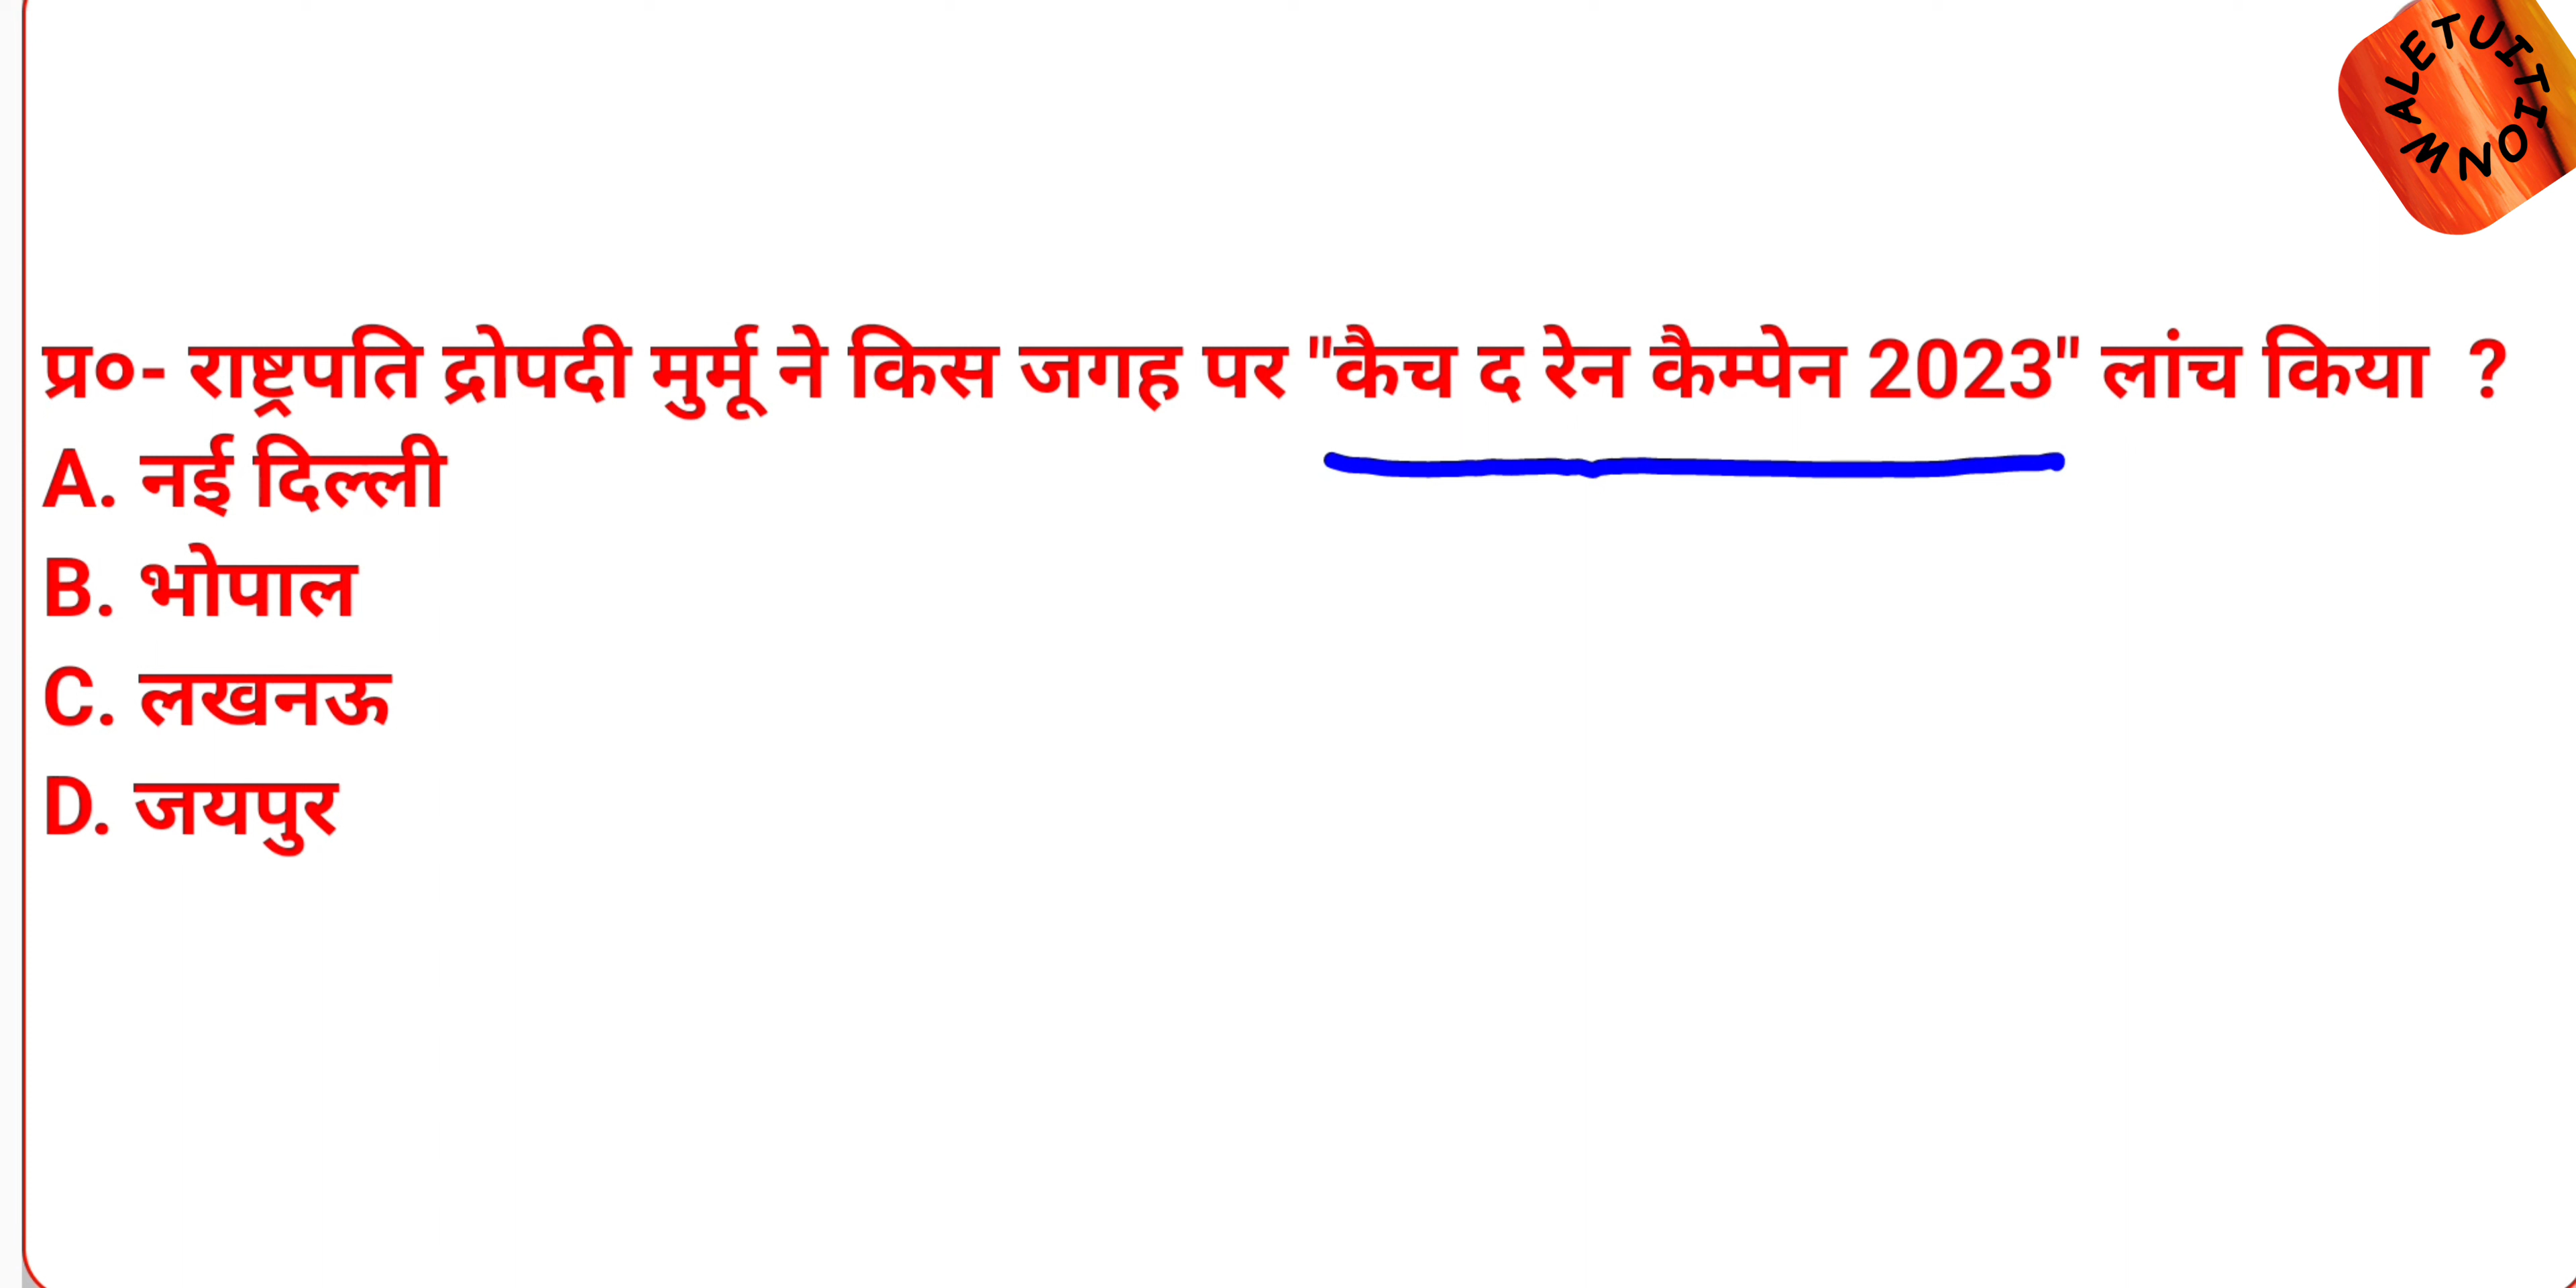 WALETUITION
प्र०- राष्ट्रपति द्रोपदी मुर्मू ने किस जगह पर "कैच द रेन कैम्पेन 2023" लांच किया ?
A. नई दिल्ली
B. भोपाल
C. लखनऊ
D. जयपुर